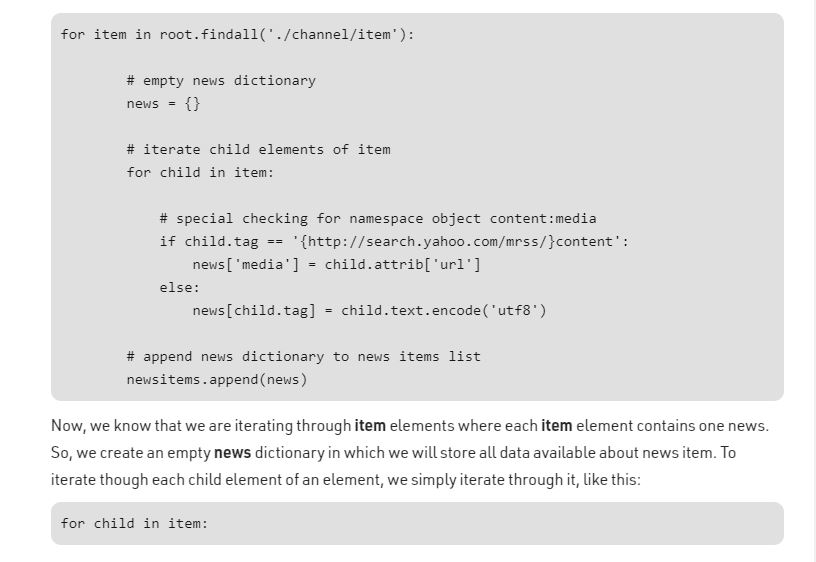 for item in root.findall('./channel/item'):
# empty news dictionary
news = {}
# iterate child elements of item
for child in item:
# special checking for namespace object content:media
if child.tag == '{http://search.yahoo.com/mrss/}content':
news['media'] = child.attrib['url']
else:
news[child.tag] = child.text.encode('utf8')
# append news dictionary to news items list
newsitems.append(news)
Now, we know that we are iterating through item elements where each item element contains one news.
So, we create an empty news dictionary in which we will store all data available about news item. To
iterate though each child element of an element, we simply iterate through it, like this:
for child in item: